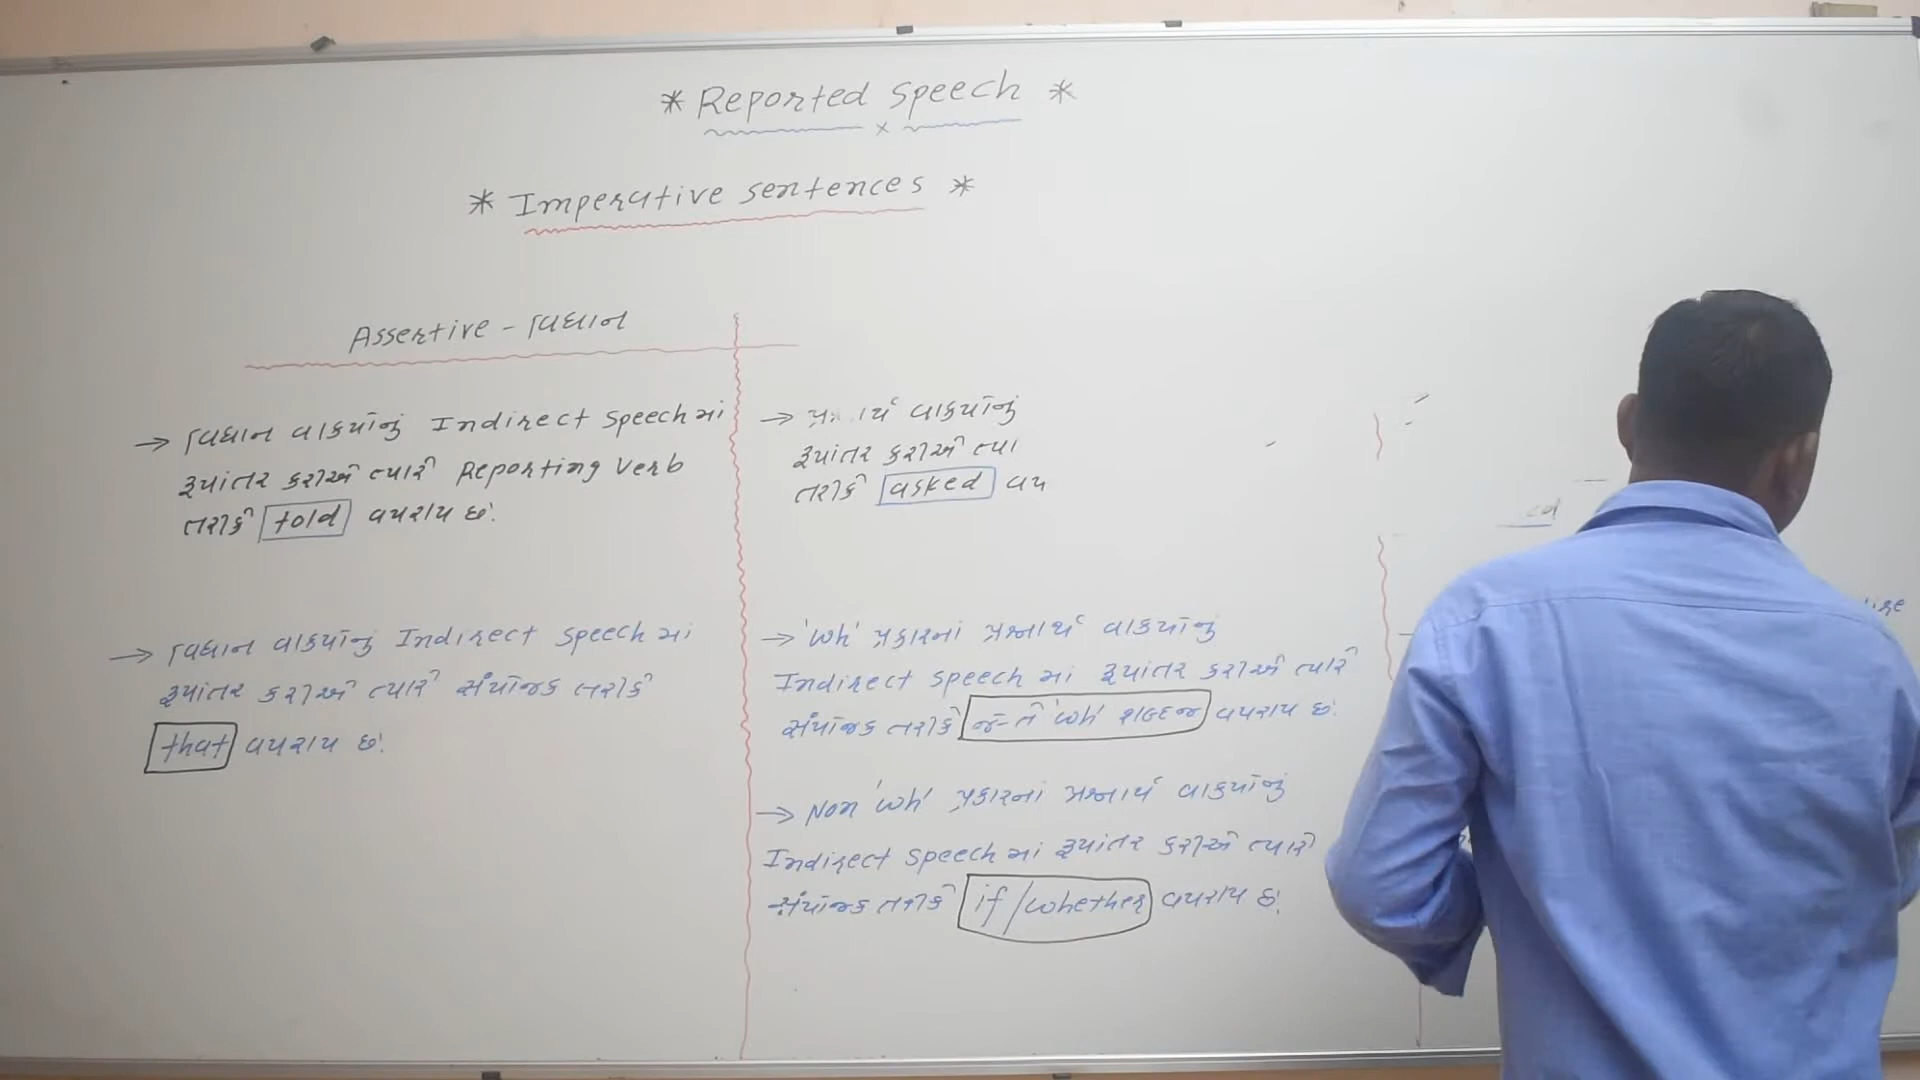 * Reported speech *
x
* Imperative sentences *
Assertive - વિધાન
→ વિધાન વાક્યોનું Indirect speech માં
રૂપાંતર કરીએ ત્યારે Reporting verb
તરીકે told વપરાય છે.
→ વિધાન વાક્યોનું Indirect speech માં
રૂપાંતર કરીએ ત્યારે સંયોજક તરીકે
that વપરાય છે.
→ વાક્યોનું
રૂપાંતર કરીએ ત્યા
તરીકે asked વપ
→ 'wh' પ્રકારનાં પ્રશ્નાર્થ વાક્યોનું
Indirect speech માં રૂપાંતર કરીએ ત્યારે
સંયોજક તરીકે જે-તે 'wh' શબ્દજ વપરાય છે.
→ Non 'wh' પ્રકારનાં પ્રશ્નાર્થ વાક્યોનું
Indirect speech માં રૂપાંતર કરીએ ત્યારે
સંયોજક તરીકે if/whether વપરાય છે.